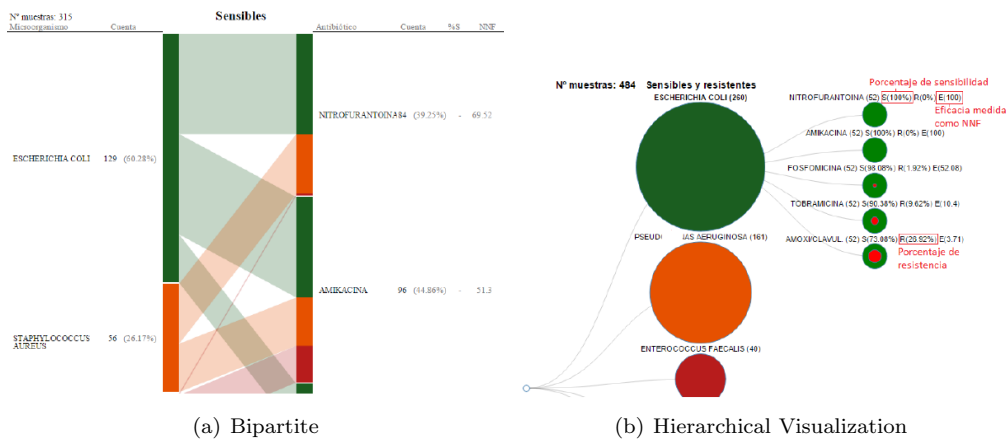 Nº muestras: 315
Sensibles
Microorganismo Cuenta Antibiótico Cuenta %S NNF
NITROFURANTOINA84 (39.25%) - 69.57
ESCHERICHIA COLI 129 (60.28%)
AMIKACINA 96 (44.86%) - 51.3
STAPHYLOCOCCUS
AUREUS
56 (26.17%)
(a) Bipartite
Nº muestras: 484 Sensibles y resistentes
ESCHERICHIA COLI (260)
PSEUDO IAS AERUGINOSA (161)
ENTEROCOCCUS FAECALIS (40)
Porcentaje de sensibilidad
NITROFURANTOINA (52) S(100%) R(0%) E(100)
Eficacia medida
como NNF
AMIKACINA (52) S(100%) R(0%) E(100)
FOSFOMICINA (52) S(98.08%) R(1.92%) E(52.08)
TOBRAMICINA (52) S(90.38%) R(9.62%) E(10.4)
AMOXI/CLAVUL. (52) S(73.08%) R(26.92%) E(3.71)
Porcentaje de
resistencia
(b) Hierarchical Visualization